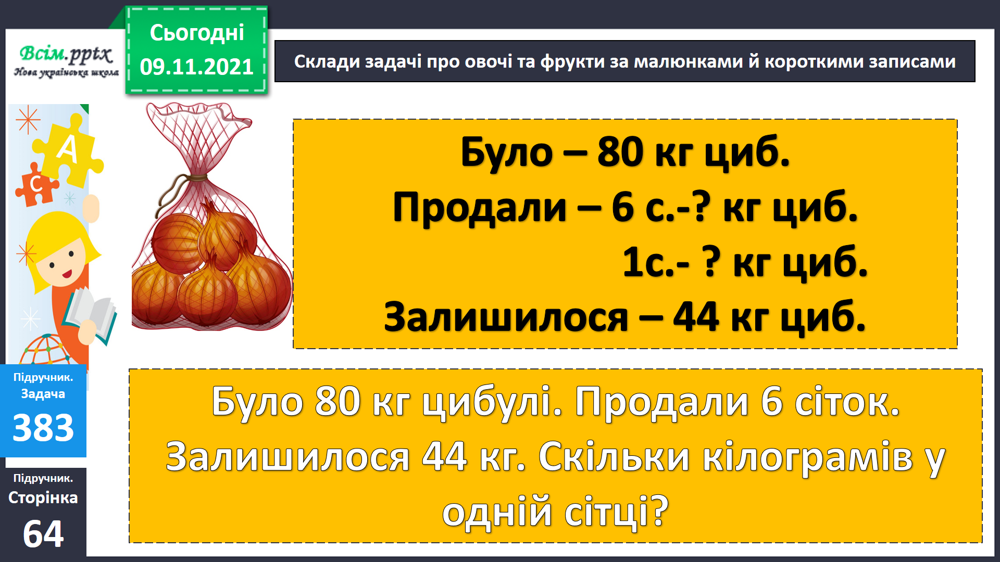 Всім.pptx
Нова українська школа
Сьогодні
09.11.2021
Склади задачі про овочі та фрукти за малюнками й короткими записами
А
С
Було – 80 кг циб.
Продали – 6 с.-? кг циб.
1с.- ? кг циб.
Залишилося – 44 кг циб.
Підручник.
Задача
383
Підручник.
Сторінка
64
Було 80 кг цибулі. Продали 6 сіток.
Залишилося 44 кг. Скільки кілограмів у
одній сітці?